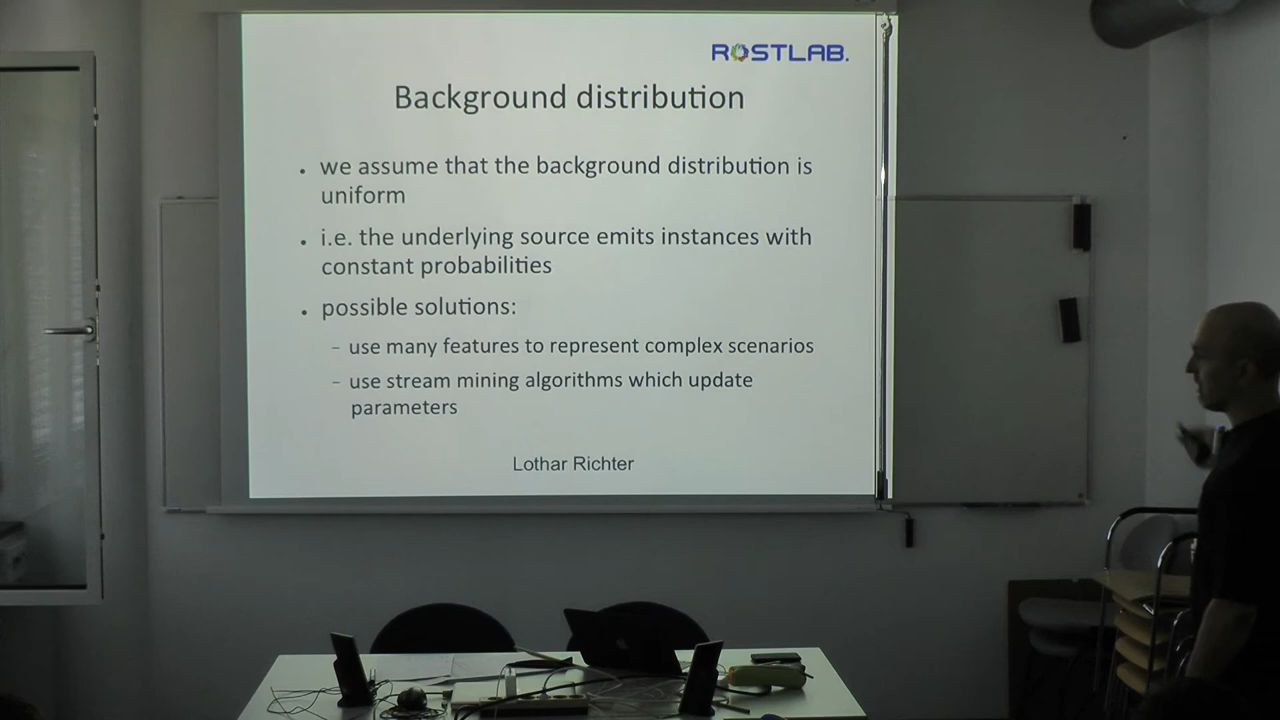 ROSTLAB.
Background distribution
• we assume that the background distribution is
uniform
• i.e. the underlying source emits instances with
constant probabilities
• possible solutions:
– use many features to represent complex scenarios
– use stream mining algorithms which update
parameters
Lothar Richter